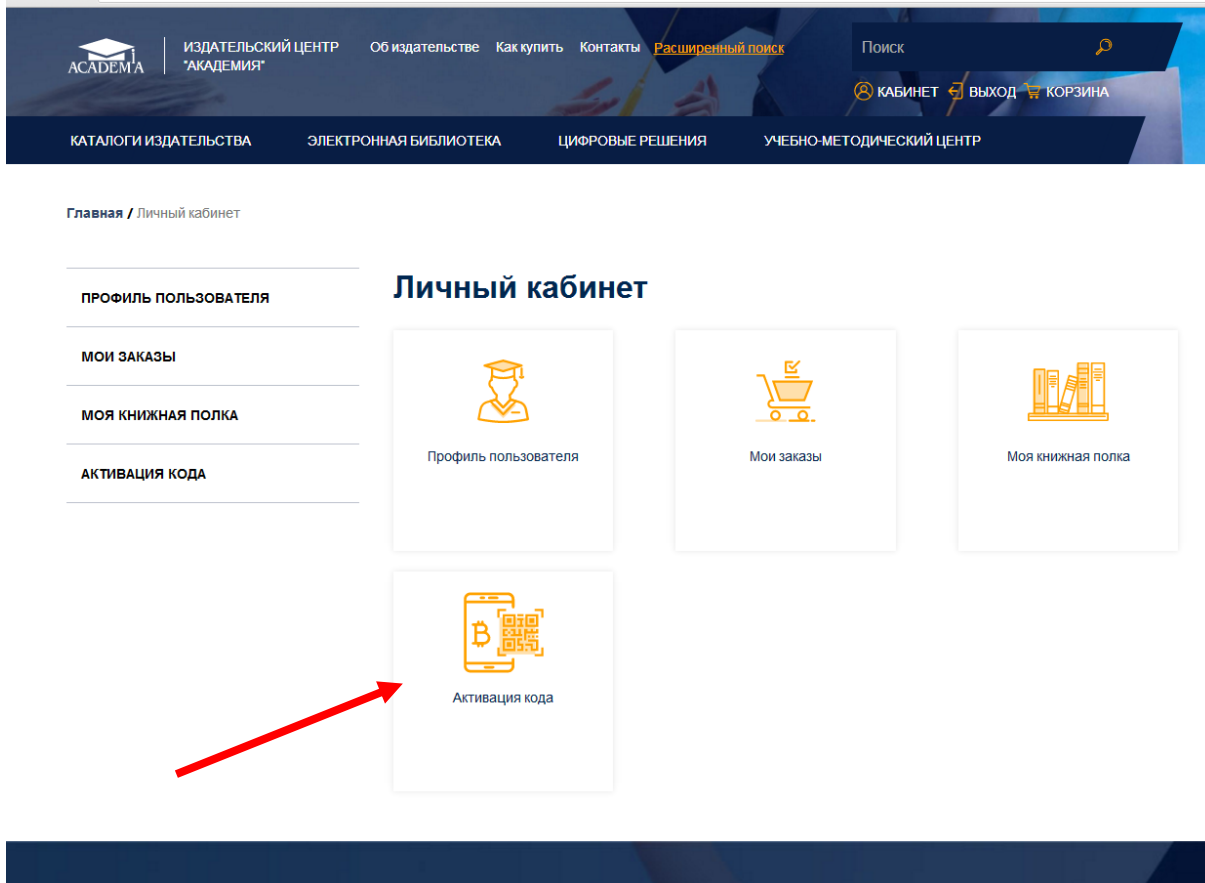 ACADEM'A
ИЗДАТЕЛЬСКИЙ ЦЕНТР
"АКАДЕМИЯ"
Об издательстве Как купить Контакты Расширенный поиск
Поиск
КАБИНЕТ ВЫХОД КОРЗИНА
КАТАЛОГИ ИЗДАТЕЛЬСТВА ЭЛЕКТРОННАЯ БИБЛИОТЕКА ЦИФРОВЫЕ РЕШЕНИЯ УЧЕБНО-МЕТОДИЧЕСКИЙ ЦЕНТР
Главная / Личный кабинет
ПРОФИЛЬ ПОЛЬЗОВАТЕЛЯ
МОИ ЗАКАЗЫ
МОЯ КНИЖНАЯ ПОЛКА
АКТИВАЦИЯ КОДА
Личный кабинет
Профиль пользователя
Мои заказы
Моя книжная полка
Активация кода